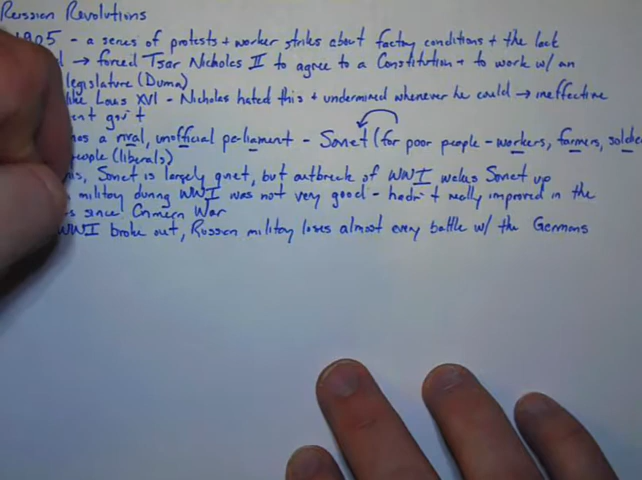 Russian Revolutions
1905 - a series of protests + worker strikes about factory conditions + the lack
→ forced Tsar Nicholas II to agree to a Constitution + to work w/ an
legislature (Duma)
like Louis XVI - Nicholas hated this + undermined whenever he could → ineffective
gov't
has a rival, unofficial parliament - Soviet (for poor people - workers, farmers,
people (liberals)
Soviet is largely quiet, but outbreak of WWI wakes Soviet up
military during WWI was not very good - hadn't really improved in the
since Crimean War
WWI broke out, Russian military loses almost every battle w/ the Germans